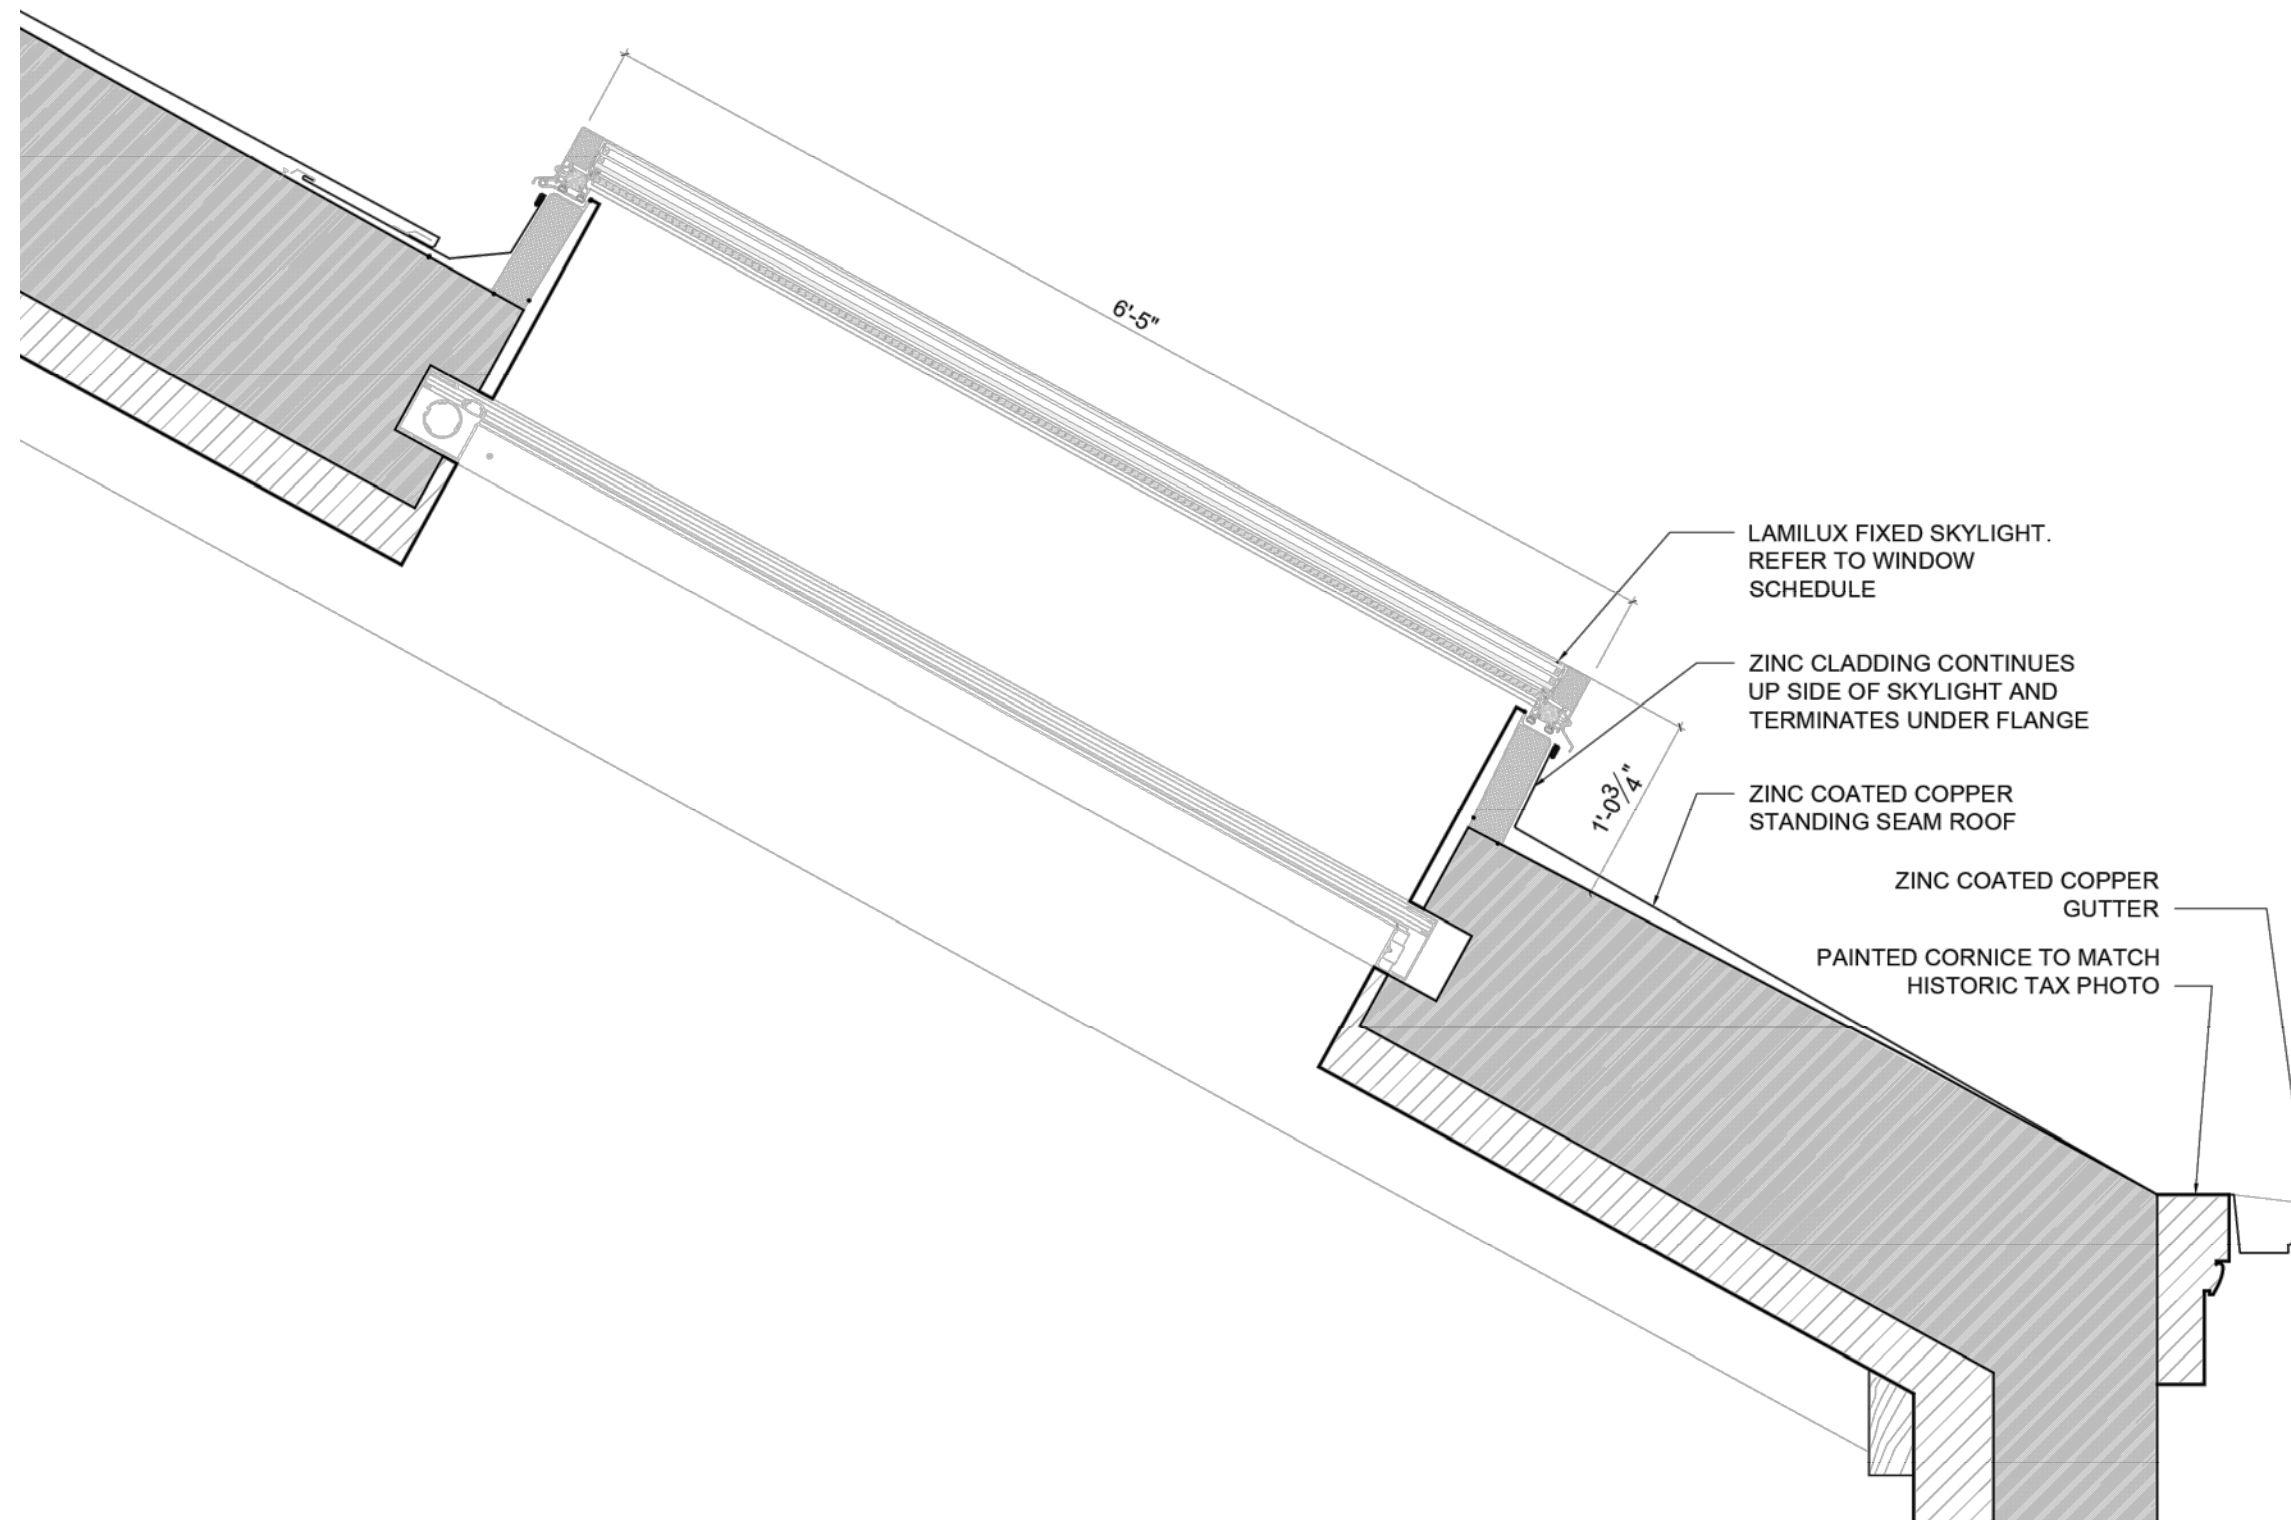 6'-5"
LAMILUX FIXED SKYLIGHT.
REFER TO WINDOW
SCHEDULE
ZINC CLADDING CONTINUES
UP SIDE OF SKYLIGHT AND
TERMINATES UNDER FLANGE
1'-0 3/4"
ZINC COATED COPPER
STANDING SEAM ROOF
ZINC COATED COPPER
GUTTER
PAINTED CORNICE TO MATCH
HISTORIC TAX PHOTO